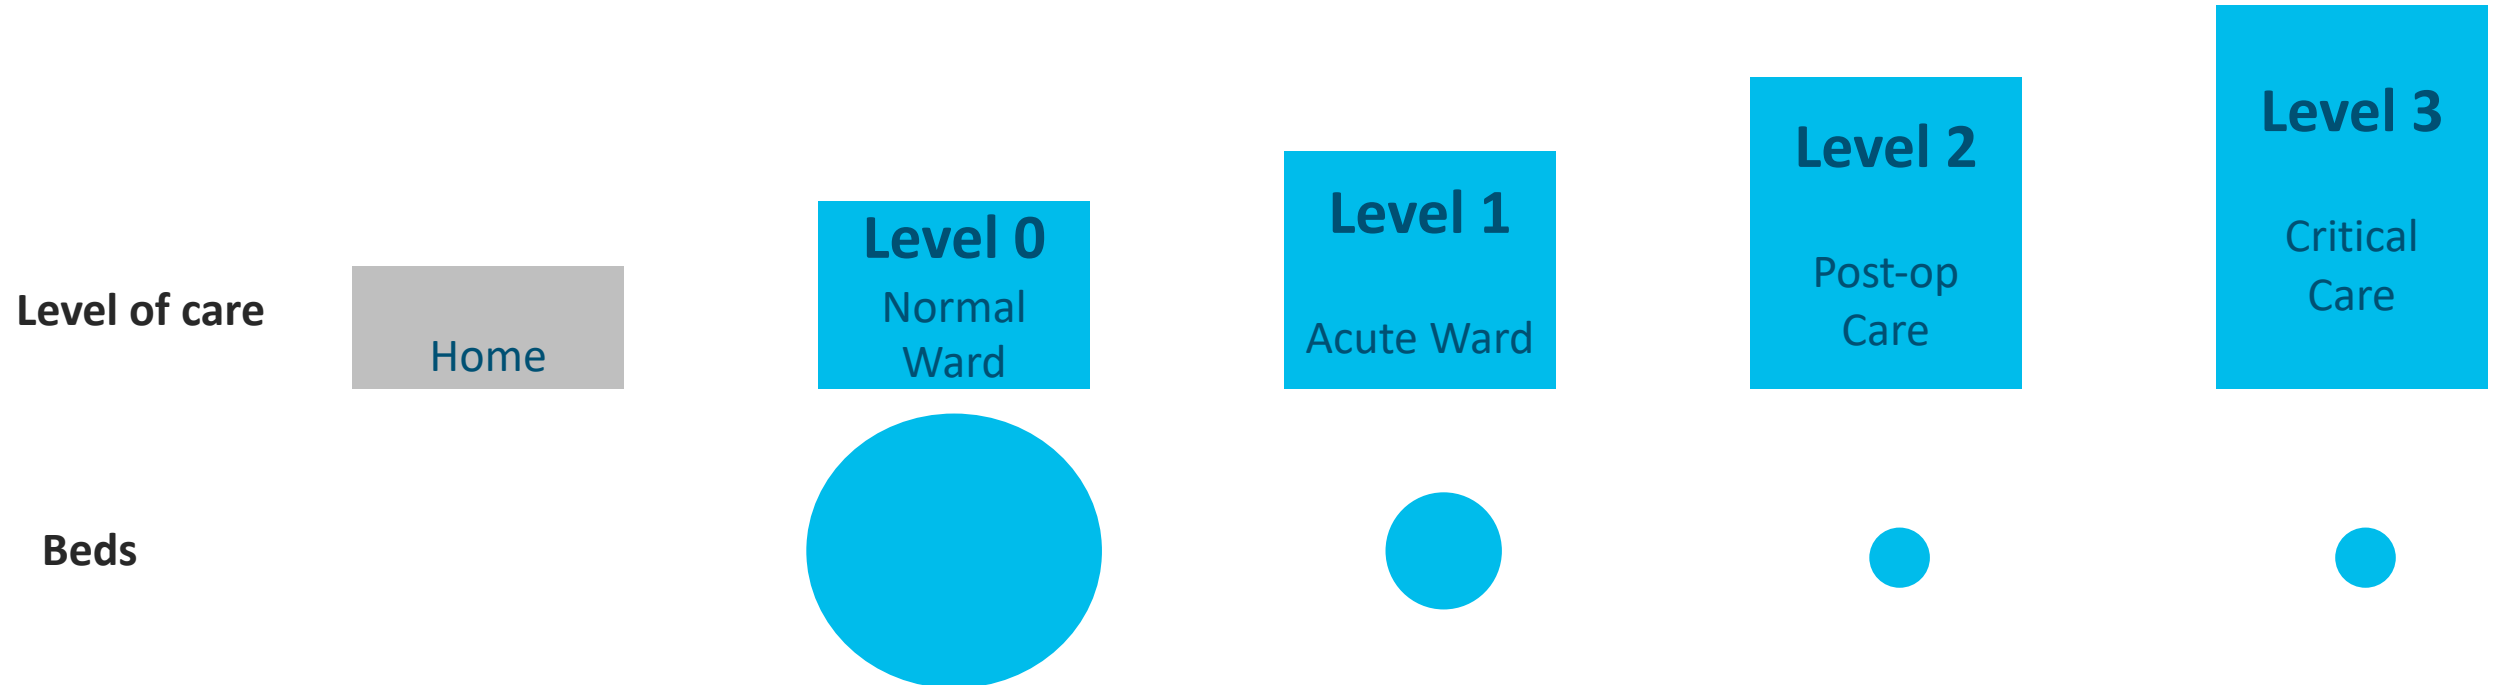 Level of care
Home
Level 0
Normal
Ward
Level 1
Acute Ward
Level 2
Post-op
Care
Level 3
Critical
Care
Beds